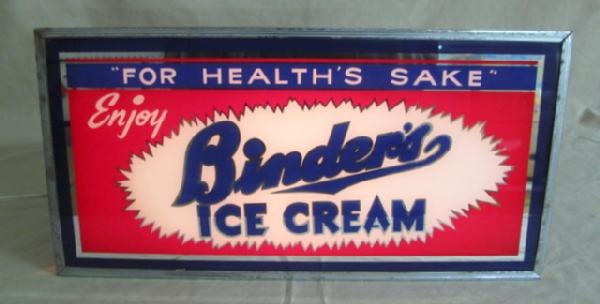 "FOR HEALTH'S SAKE"
Enjoy
Binder's
ICE CREAM